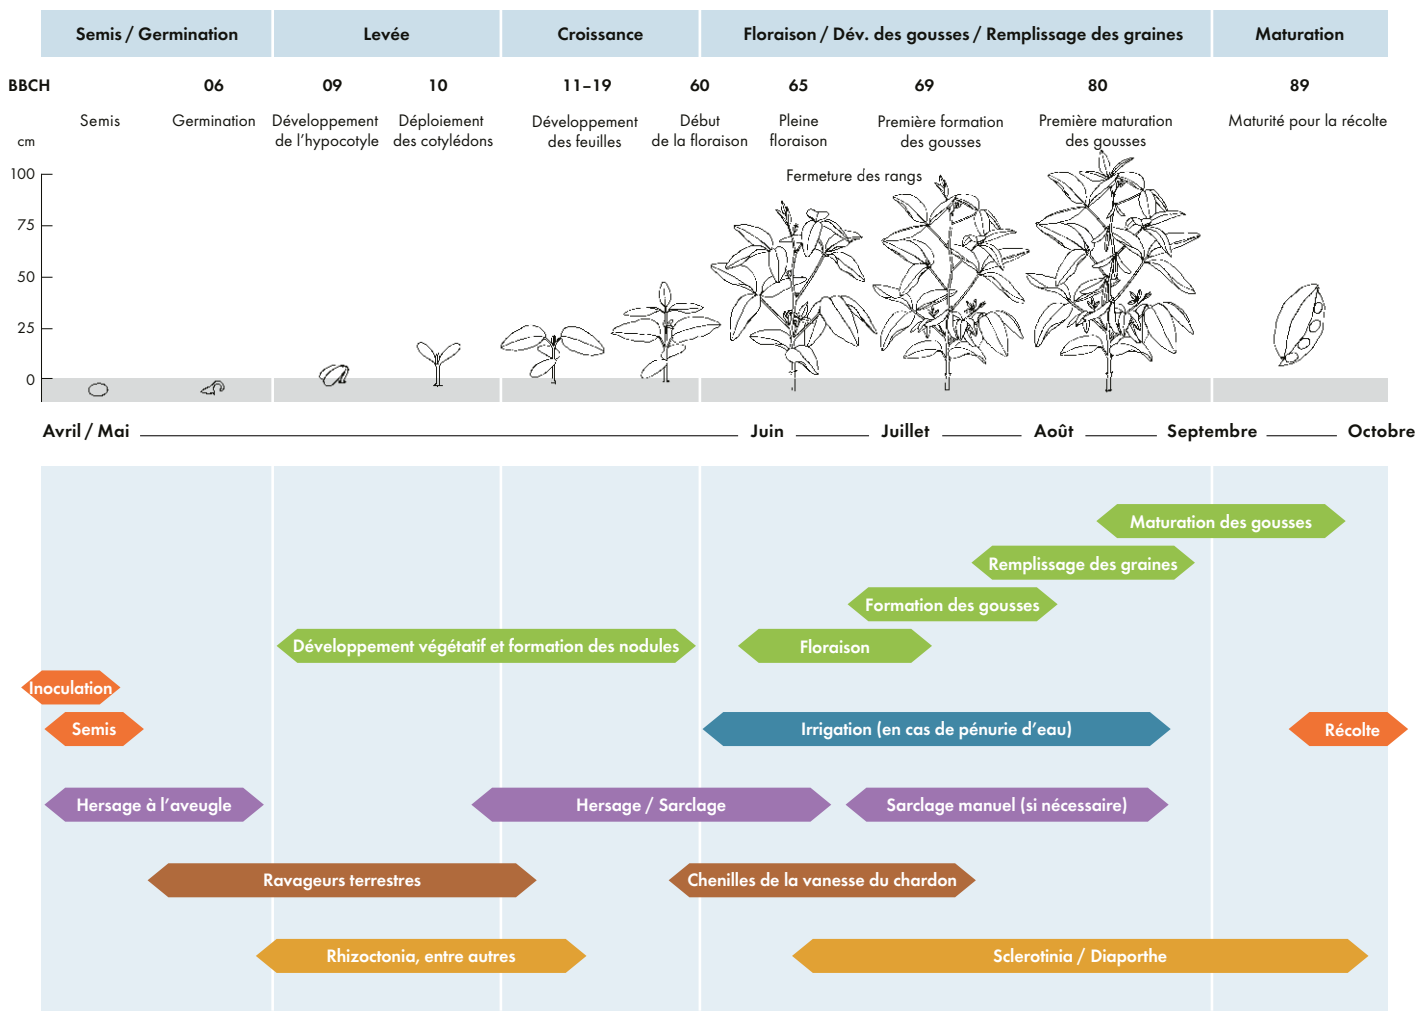 Semis / Germination
Levée
Croissance
Floraison / Dév. des gousses / Remplissage des graines
Maturation
BBCH
06
09
10
11–19
60
65
69
80
89
Semis
Germination
Développement
de l’hypocotyle
Déploiement
des cotylédons
Développement
des feuilles
Début
de la floraison
Pleine
floraison
Première formation
des gousses
Première maturation
des gousses
Maturité pour la récolte
cm
100
75
50
25
0
Fermeture des rangs
Avril / Mai
Juin
Juillet
Août
Septembre
Octobre
Maturation des gousses
Remplissage des graines
Formation des gousses
Développement végétatif et formation des nodules
Floraison
Inoculation
Semis
Irrigation (en cas de pénurie d’eau)
Récolte
Hersage à l’aveugle
Hersage / Sarclage
Sarclage manuel (si nécessaire)
Ravageurs terrestres
Chenilles de la vanesse du chardon
Rhizoctonia, entre autres
Sclerotinia / Diaporthe